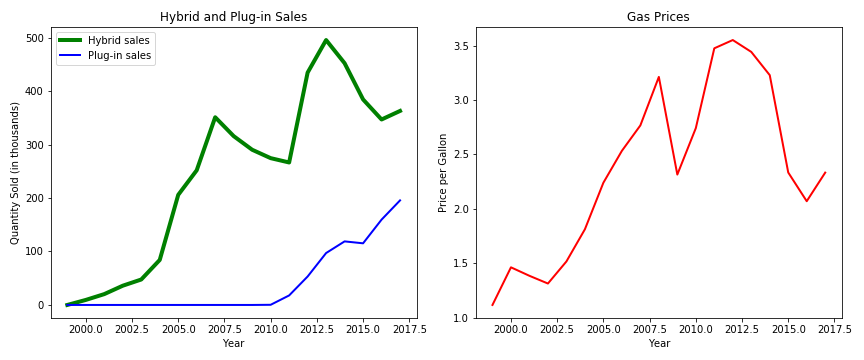 Hybrid and Plug-in Sales
Hybrid sales
Plug-in sales
Quantity Sold (in thousands)
500
400
300
200
100
0
2000.0 2002.5 2005.0 2007.5 2010.0 2012.5 2015.0 2017.5
Year
Gas Prices
Price per Gallon
3.5
3.0
2.5
2.0
1.5
1.0
2000.0 2002.5 2005.0 2007.5 2010.0 2012.5 2015.0 2017.5
Year